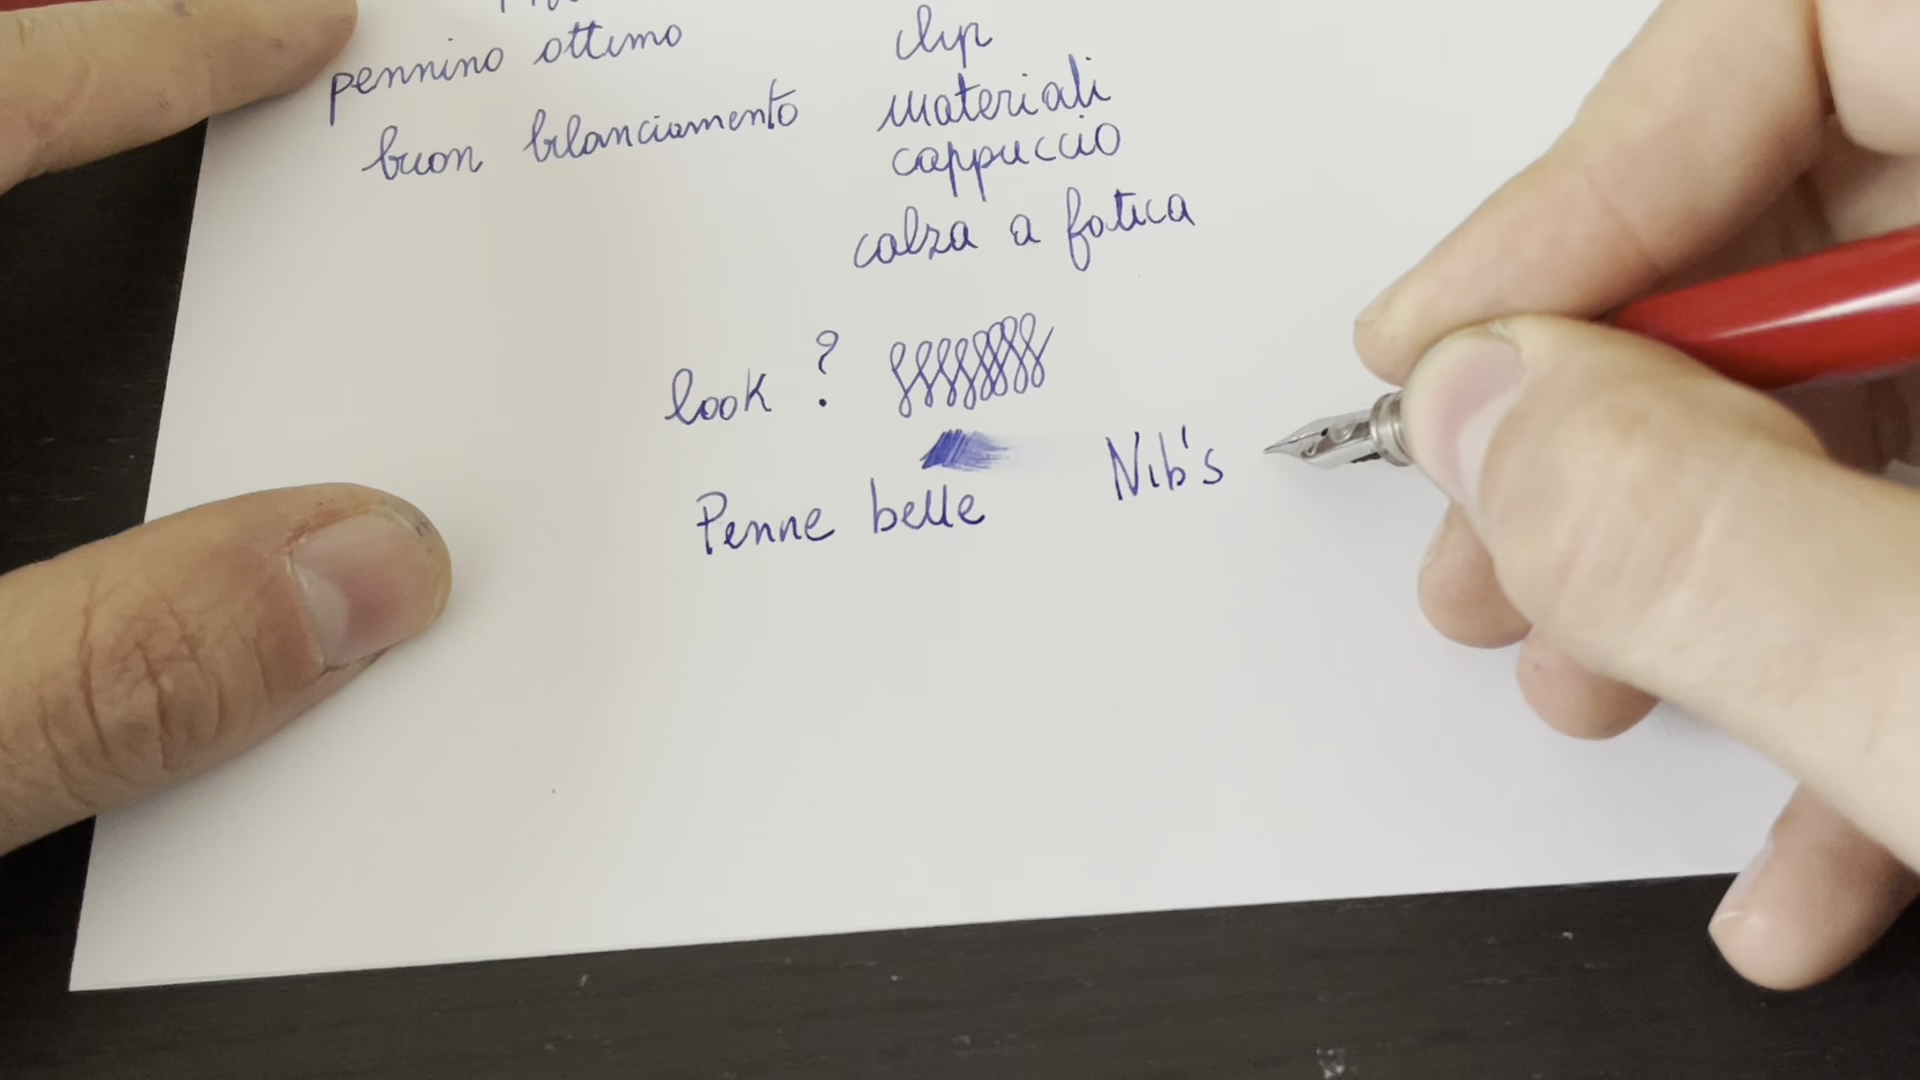 pennino ottimo
buon bilanciamento
clip
materiali
cappuccio
calza a fatica
look ?
Penne belle
Nib's